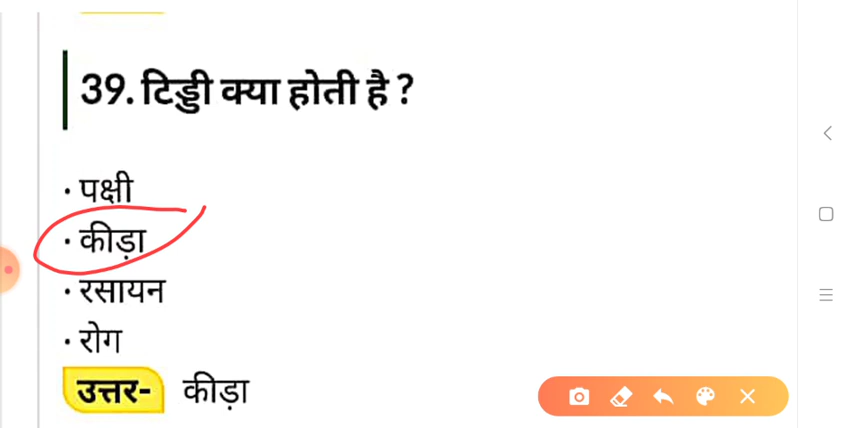 39. टिड्डी क्या होती है ?
· पक्षी
· कीड़ा
· रसायन
· रोग
उत्तर- कीड़ा